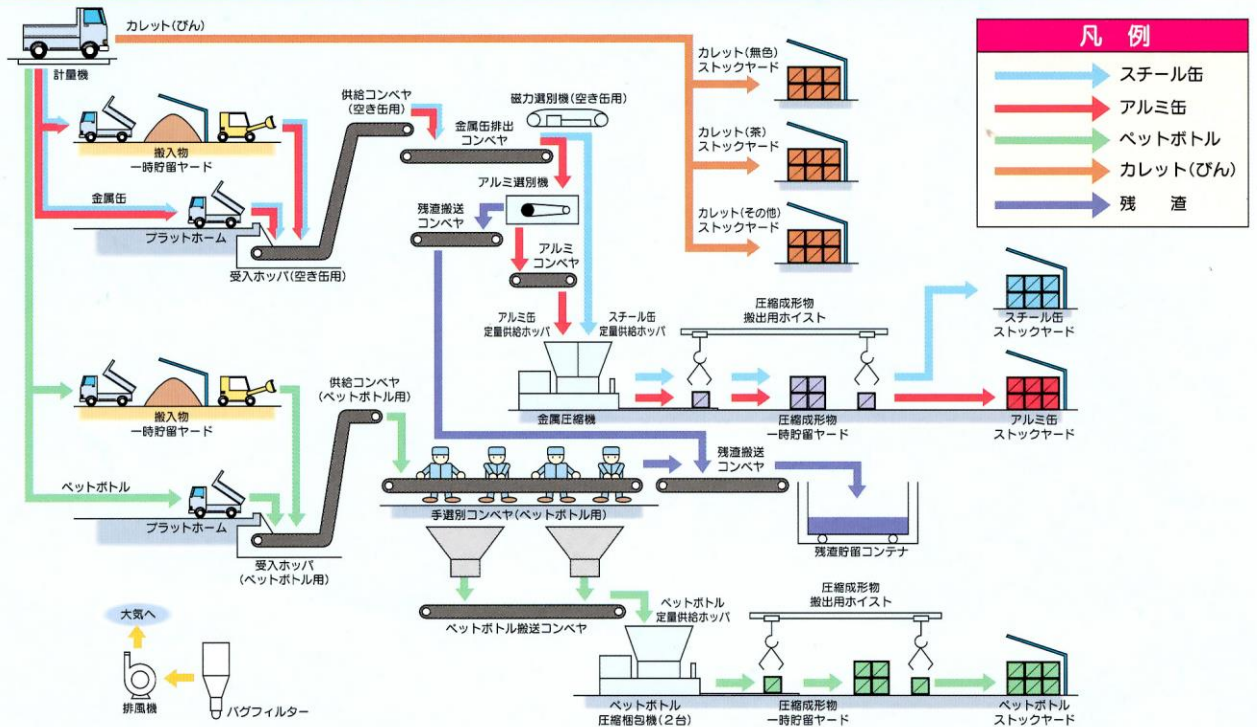 カレット(びん)
計量機
凡 例
スチール缶
アルミ缶
ペットボトル
カレット(びん)
残 渣
カレット(無色)
ストックヤード
カレット(茶)
ストックヤード
カレット(その他)
ストックヤード
供給コンベヤ
(空き缶用)
磁力選別機(空き缶用)
金属缶排出
コンベヤ
搬入物
一時貯留ヤード
アルミ選別機
金属缶
プラットホーム
残渣搬送
コンベヤ
アルミ
コンベヤ
受入ホッパ(空き缶用)
アルミ缶
定量供給ホッパ
スチール缶
定量供給ホッパ
圧縮成形物
搬出用ホイスト
スチール缶
ストックヤード
金属圧縮機
圧縮成形物
一時貯留ヤード
アルミ缶
ストックヤード
供給コンベヤ
(ペットボトル用)
搬入物
一時貯留ヤード
残渣搬送
コンベヤ
ペットボトル
プラットホーム
手選別コンベヤ(ペットボトル用)
残渣貯留コンテナ
受入ホッパ
(ペットボトル用)
ペットボトル搬送コンベヤ
ペットボトル
定量供給ホッパ
圧縮成形物
搬出用ホイスト
大気へ
排風機
バグフィルター
ペットボトル
圧縮梱包機(2台)
圧縮成形物
一時貯留ヤード
ペットボトル
ストックヤード